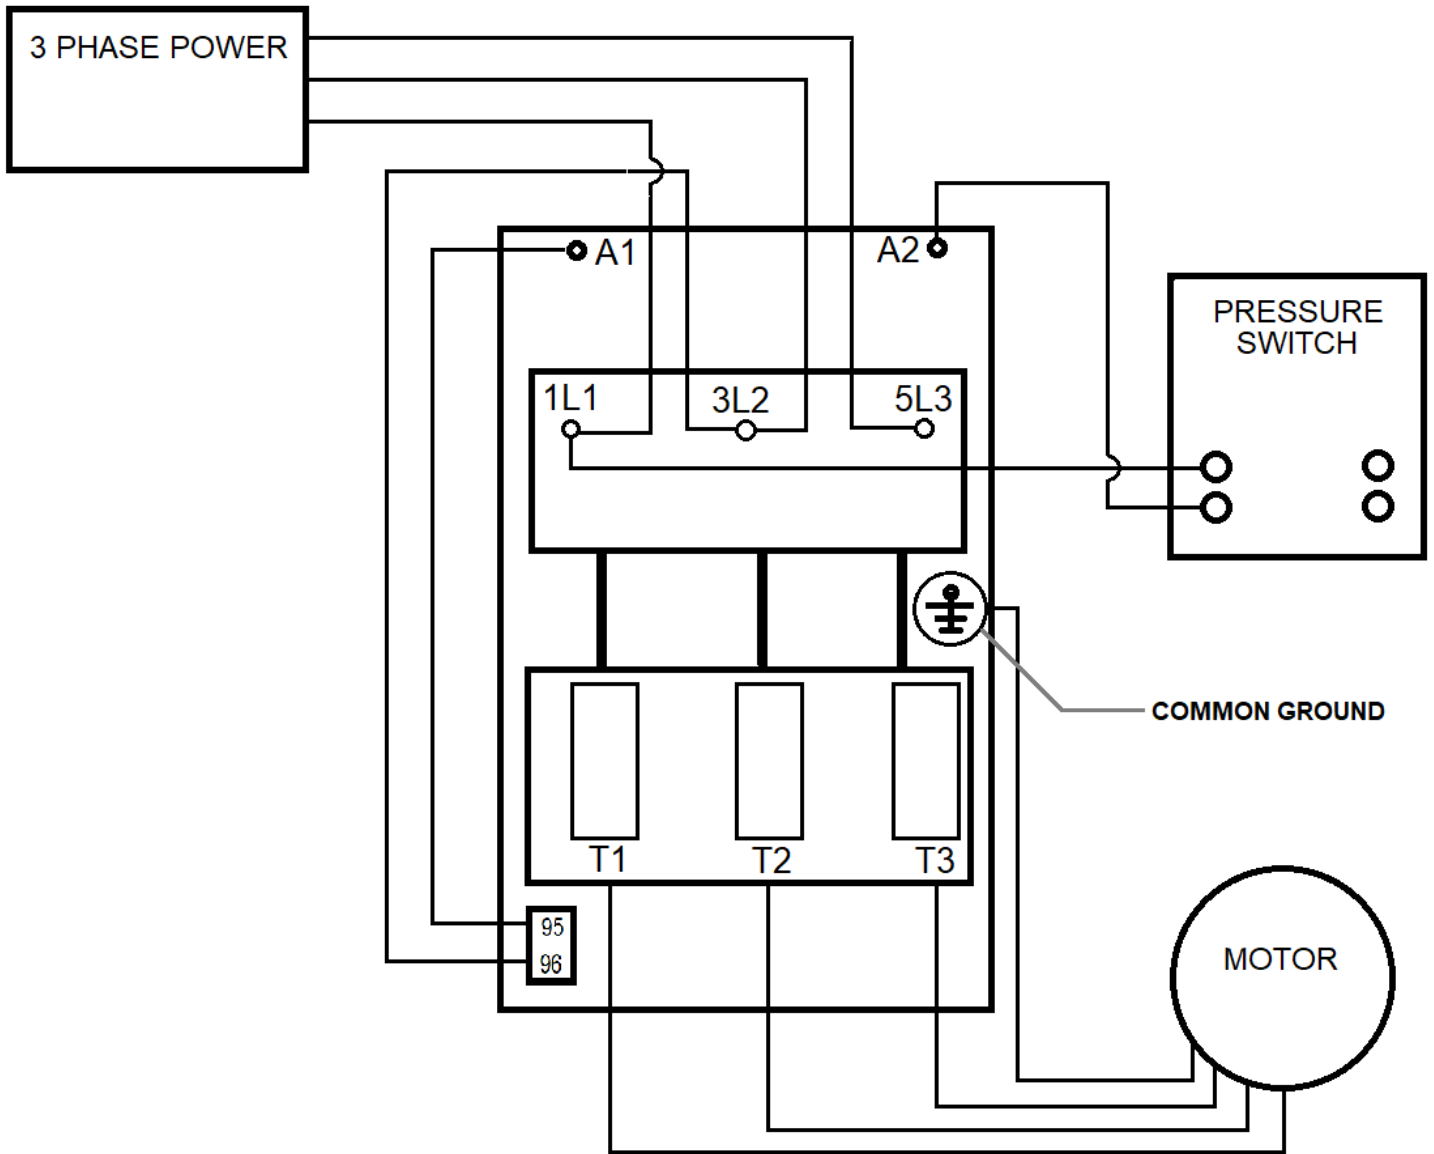 3 PHASE POWER
A1
A2
PRESSURE
SWITCH
1L1
3L2
5L3
COMMON GROUND
T1
T2
T3
95
96
MOTOR